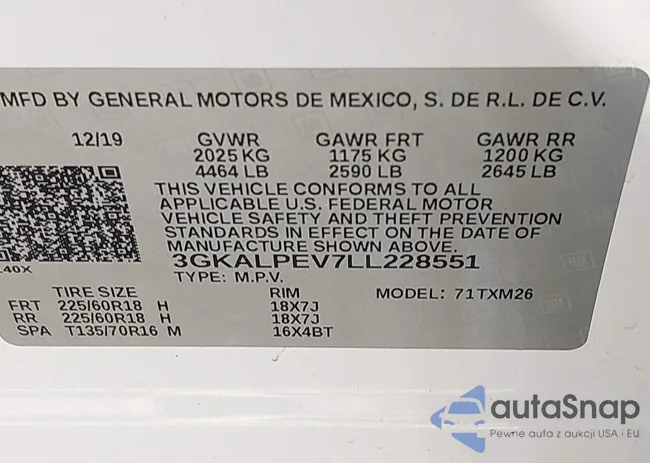 MFD BY GENERAL MOTORS DE MEXICO, S. DE R.L. DE C.V.
12/19 GVWR GAWR FRT GAWR RR
2025 KG 1175 KG 1200 KG
4464 LB 2590 LB 2645 LB
THIS VEHICLE CONFORMS TO ALL
APPLICABLE U.S. FEDERAL MOTOR
VEHICLE SAFETY AND THEFT PREVENTION
STANDARDS IN EFFECT ON THE DATE OF
MANUFACTURE SHOWN ABOVE.
40X 3GKALPEV7LL228551
TYPE: M.P.V.
TIRE SIZE RIM MODEL: 71TXM26
FRT 225/60R18 H 18X7J
RR 225/60R18 H 18X7J
SPA T135/70R16 M 16X4BT
autaSnap
Pewne auta z aukcji USA i EU